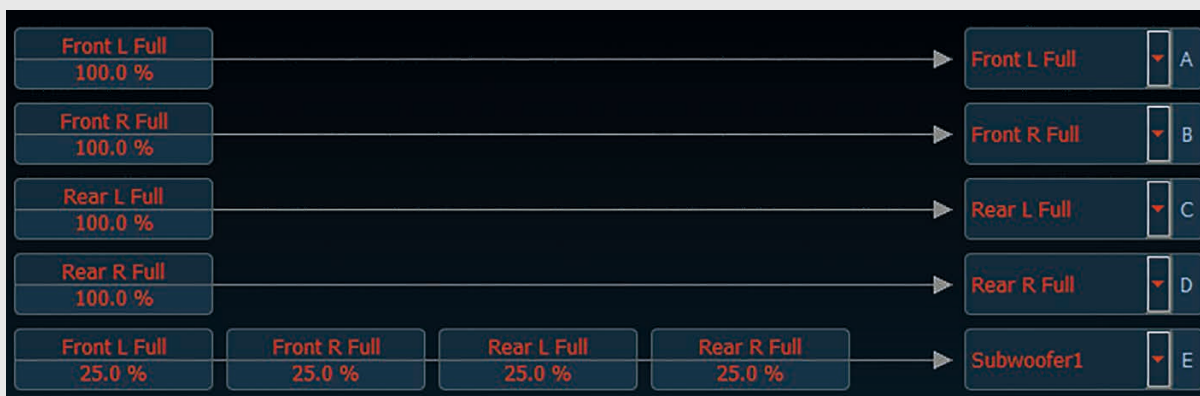 Front L Full
100.0 %
Front L Full
A
Front R Full
100.0 %
Front R Full
B
Rear L Full
100.0 %
Rear L Full
C
Rear R Full
100.0 %
Rear R Full
D
Front L Full
25.0 %
Front R Full
25.0 %
Rear L Full
25.0 %
Rear R Full
25.0 %
Subwoofer1
E